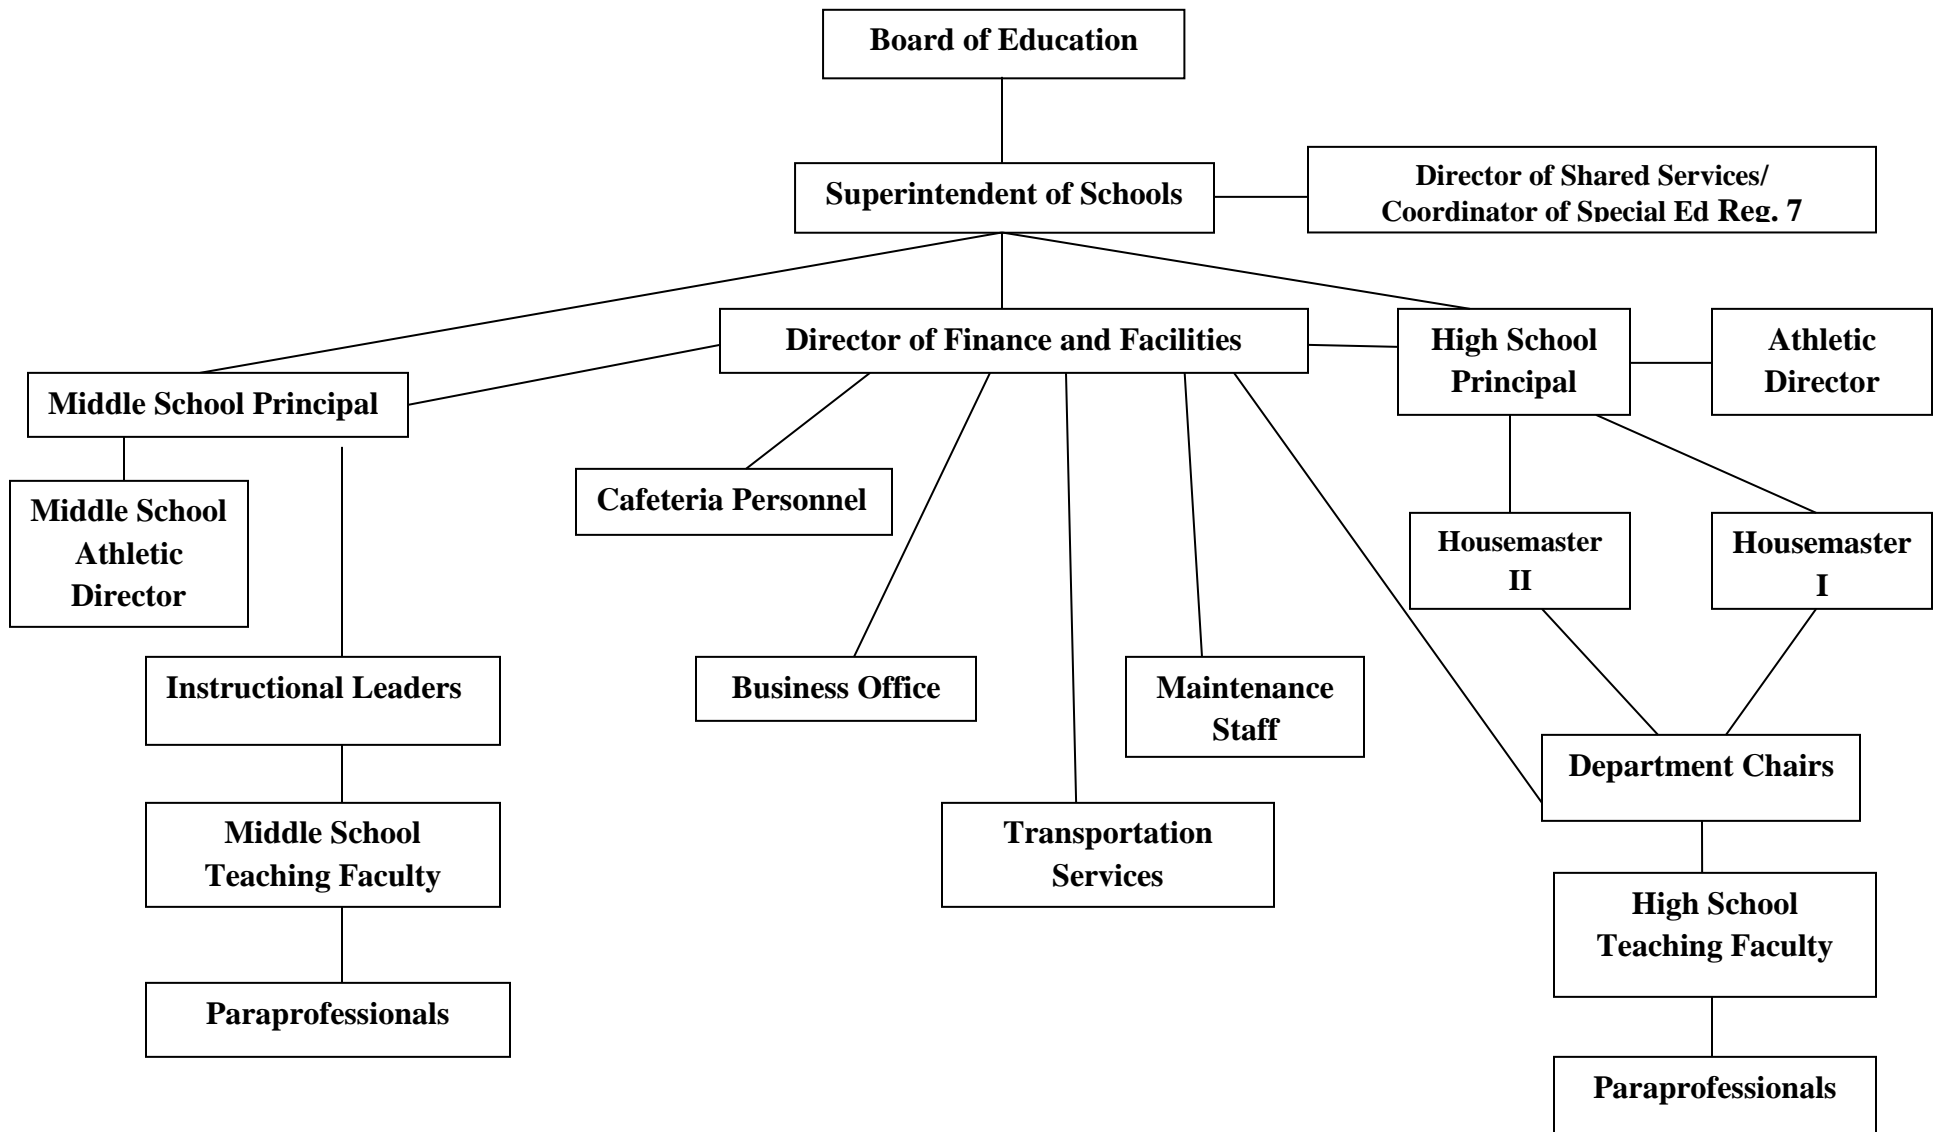 Board of Education
Superintendent of Schools
Director of Shared Services/
Coordinator of Special Ed Reg. 7
Director of Finance and Facilities
High School
Principal
Athletic
Director
Middle School Principal
Middle School
Athletic
Director
Cafeteria Personnel
Housemaster
II
Housemaster
I
Instructional Leaders
Business Office
Maintenance
Staff
Department Chairs
Middle School
Teaching Faculty
Transportation
Services
High School
Teaching Faculty
Paraprofessionals
Paraprofessionals